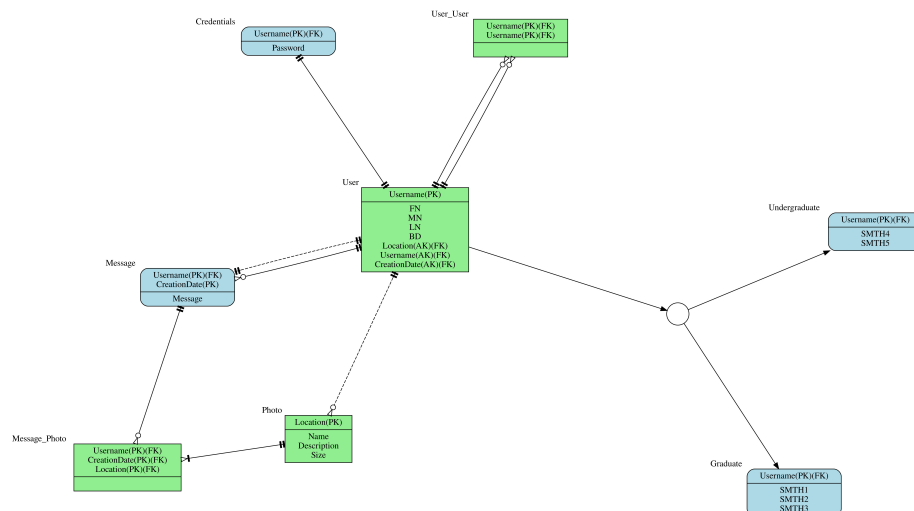 Credentials
Username(PK)(FK)
Password
User_User
Username(PK)(FK)
Username(PK)(FK)
User
Username(PK)
FN
MN
LN
BD
Location(AK)(FK)
Username(AK)(FK)
CreationDate(AK)(FK)
Undergraduate
Username(PK)(FK)
SMTH4
SMTH5
Message
Username(PK)(FK)
CreationDate(PK)
Message
Photo
Location(PK)
Name
Description
Size
Message_Photo
Username(PK)(FK)
CreationDate(PK)(FK)
Location(PK)(FK)
Graduate
Username(PK)(FK)
SMTH1
SMTH2
SMTH3